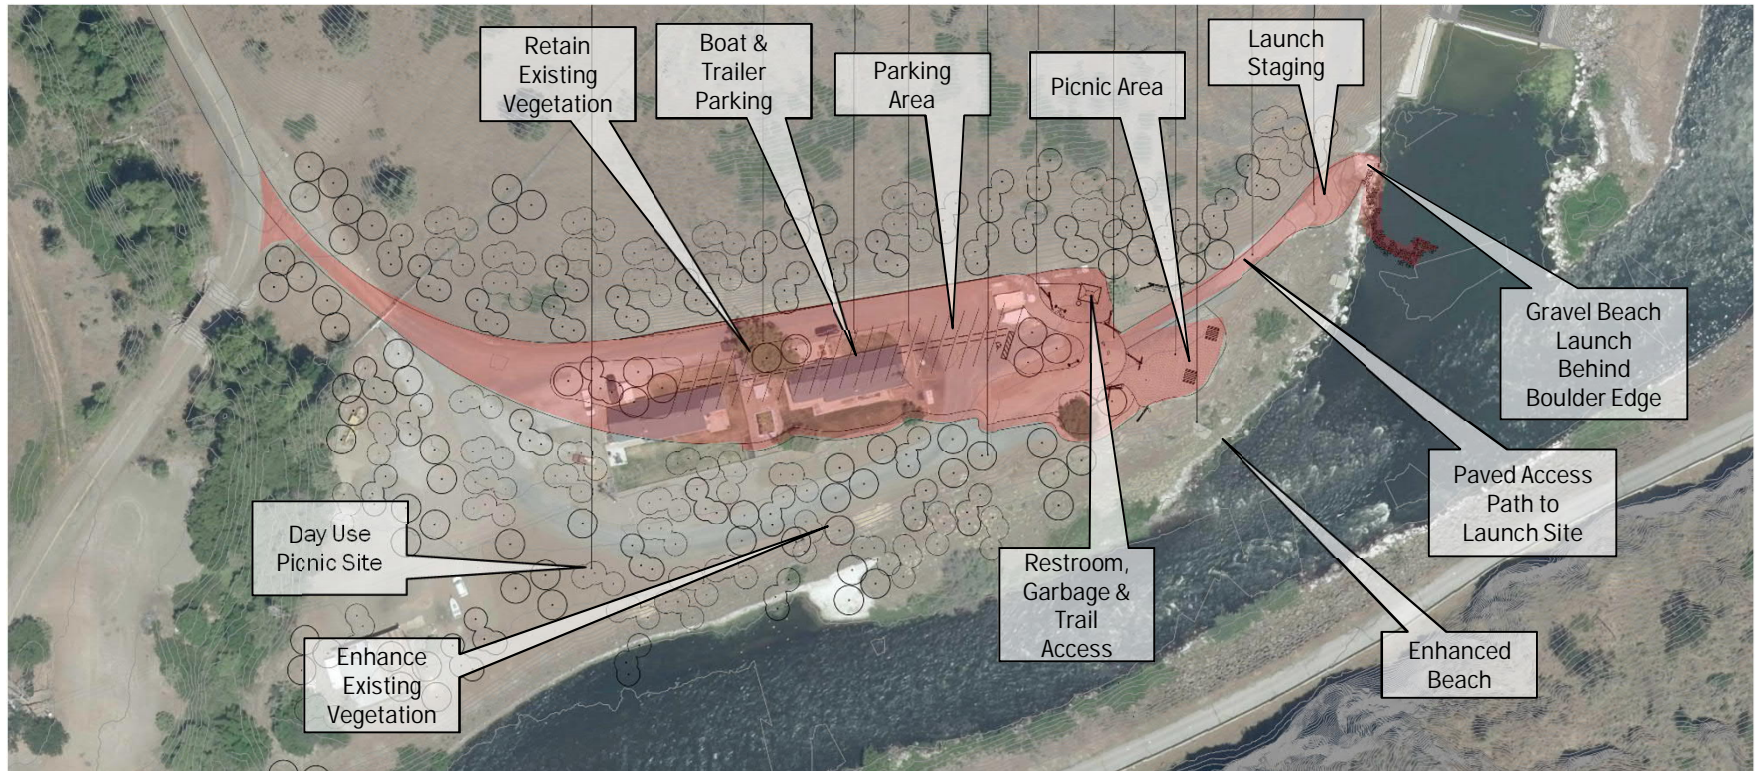 Retain
Existing
Vegetation
Boat &
Trailer
Parking
Parking
Area
Picnic Area
Launch
Staging
Gravel Beach
Launch
Behind
Boulder Edge
Paved Access
Path to
Launch Site
Day Use
Picnic Site
Restroom,
Garbage &
Trail
Access
Enhance
Existing
Vegetation
Enhanced
Beach